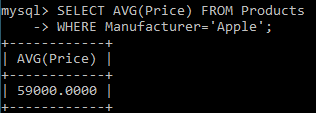 mysql> SELECT AVG(Price) FROM Products
    -> WHERE Manufacturer='Apple';
+------------+
| AVG(Price) |
+------------+
| 59000.0000 |
+------------+